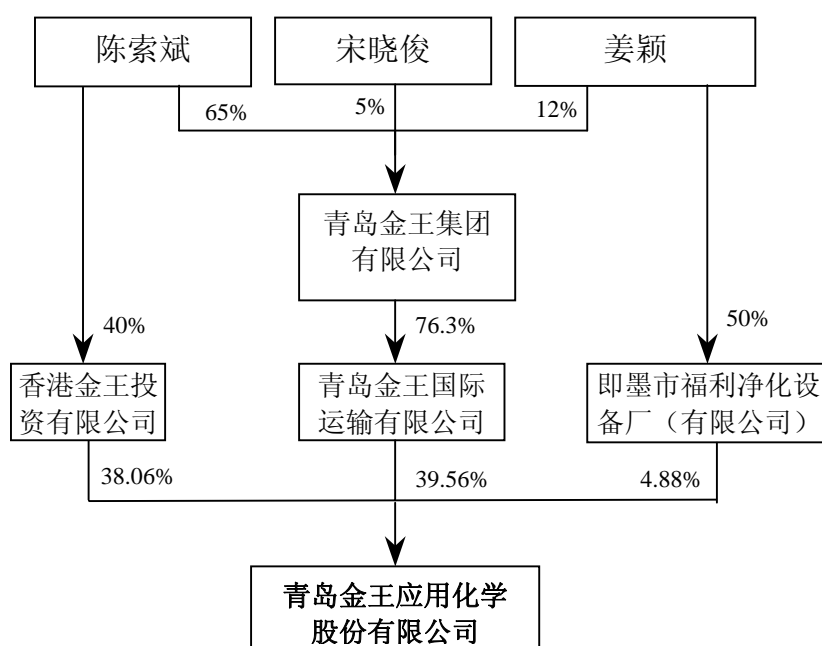 陈索斌
宋晓俊
姜颖
65%
5%
12%
青岛金王集团
有限公司
40%
76.3%
50%
香港金王投
资有限公司
青岛金王国际
运输有限公司
即墨市福利净化设
备厂（有限公司）
38.06%
39.56%
4.88%
青岛金王应用化学
股份有限公司